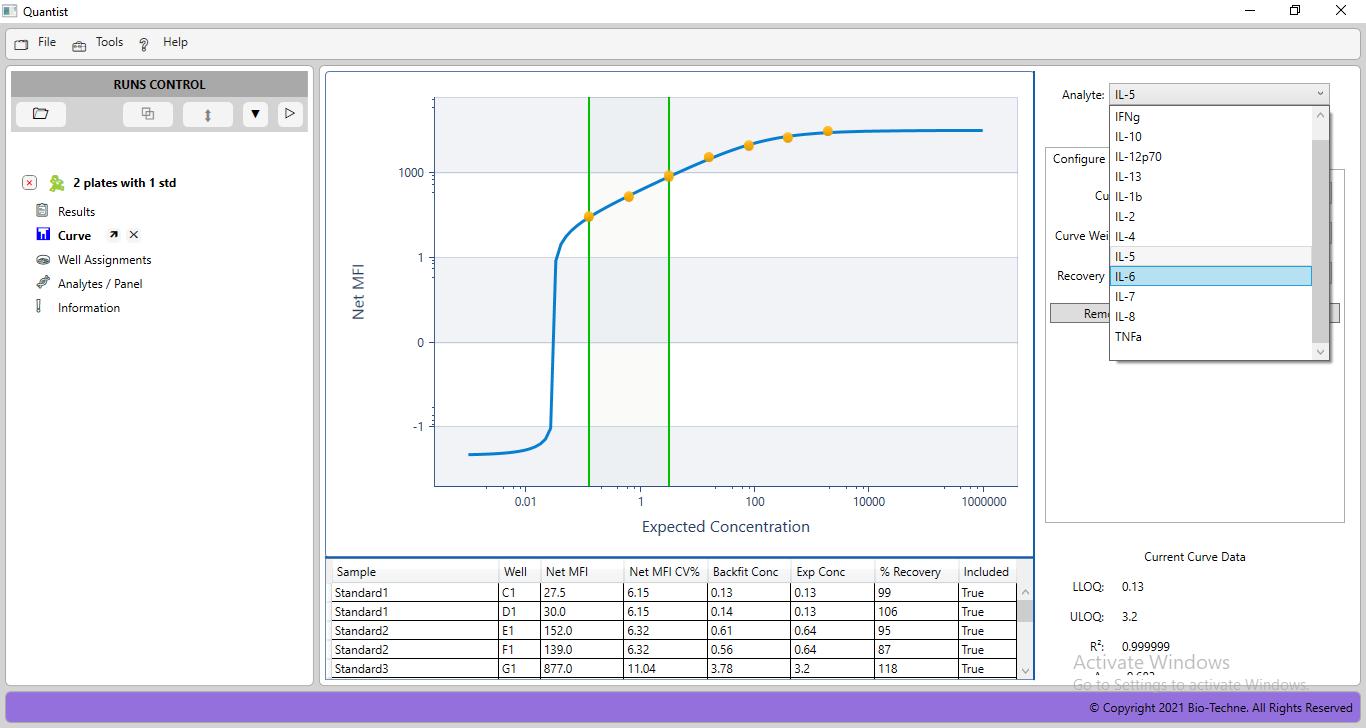 Quantist
File Tools ? Help
RUNS CONTROL
2 plates with 1 std
Results
Curve
Well Assignments
Analytes / Panel
Information
1000
1
0
-1
Net MFI
0.01 1 100 10000 1000000
Expected Concentration
Sample Well Net MFI Net MFI CV% Backfit Conc Exp Conc % Recovery Included
Standard1 C1 27.5 6.15 0.13 0.13 99 True
Standard1 D1 30.0 6.15 0.14 0.13 106 True
Standard2 E1 152.0 6.32 0.61 0.64 95 True
Standard2 F1 139.0 6.32 0.56 0.64 87 True
Standard3 G1 877.0 11.04 3.78 3.2 118 True
Analyte: IL-5
IFNg
IL-10
IL-12p70
IL-13
IL-1b
IL-2
IL-4
IL-5
IL-6
IL-7
IL-8
TNFa
Configure
Cu
Curve Wei
Recovery
Rem
Current Curve Data
LLOQ: 0.13
ULOQ: 3.2
R²: 0.999999
Activate Windows
Go to Settings to activate Windows.
© Copyright 2021 Bio-Techne. All Rights Reserved